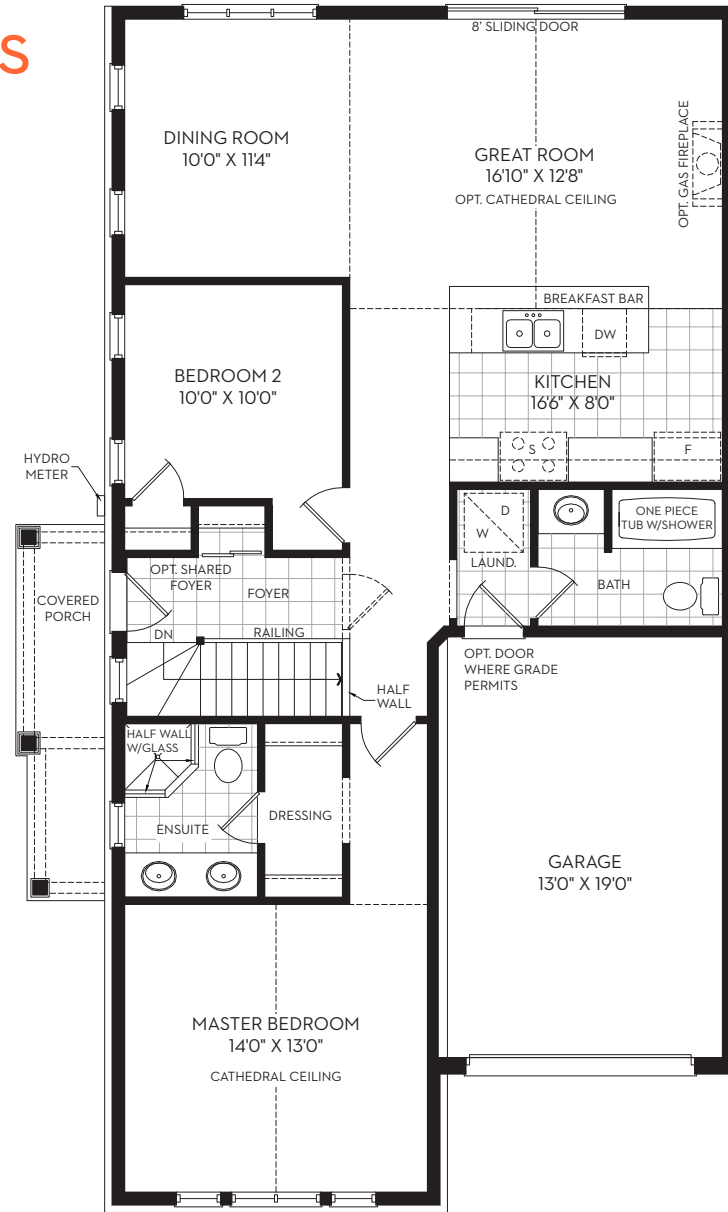 S
8' SLIDING DOOR
DINING ROOM
10'0" X 11'4"
GREAT ROOM
16'10" X 12'8"
OPT. CATHEDRAL CEILING
OPT. GAS FIREPLACE
BREAKFAST BAR
DW
BEDROOM 2
10'0" X 10'0"
KITCHEN
16'6" X 8'0"
S
F
HYDRO
METER
D
W
LAUND.
ONE PIECE
TUB W/SHOWER
BATH
OPT. SHARED
FOYER
FOYER
COVERED
PORCH
DN
RAILING
OPT. DOOR
WHERE GRADE
PERMITS
HALF
WALL
HALF WALL
W/GLASS
ENSUITE
DRESSING
GARAGE
13'0" X 19'0"
MASTER BEDROOM
14'0" X 13'0"
CATHEDRAL CEILING